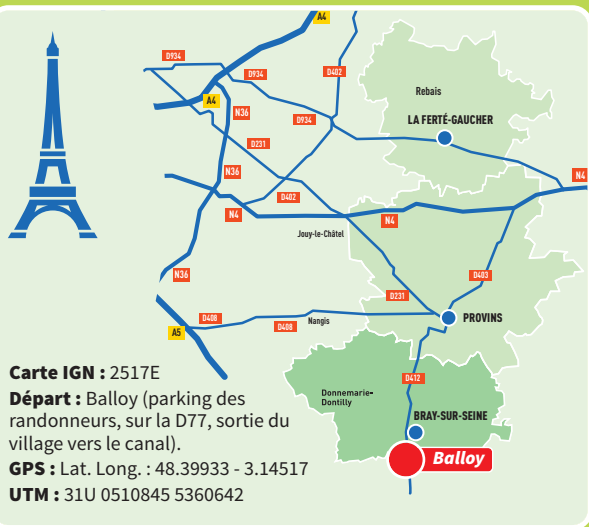 A4
D934
D934
D402
Rebais
A4
N36
D934
LA FERTÉ-GAUCHER
D231
N36
N4
D402
N4
N4
Jouy-le-Châtel
N36
D403
D231
D408
D408
Nangis
PROVINS
A5
D412
Carte IGN : 2517E
Départ : Balloy (parking des
randonneurs, sur la D77, sortie du
village vers le canal).
GPS : Lat. Long. : 48.39933 - 3.14517
UTM : 31U 0510845 5360642
Donnemarie-
Dontilly
BRAY-SUR-SEINE
Balloy